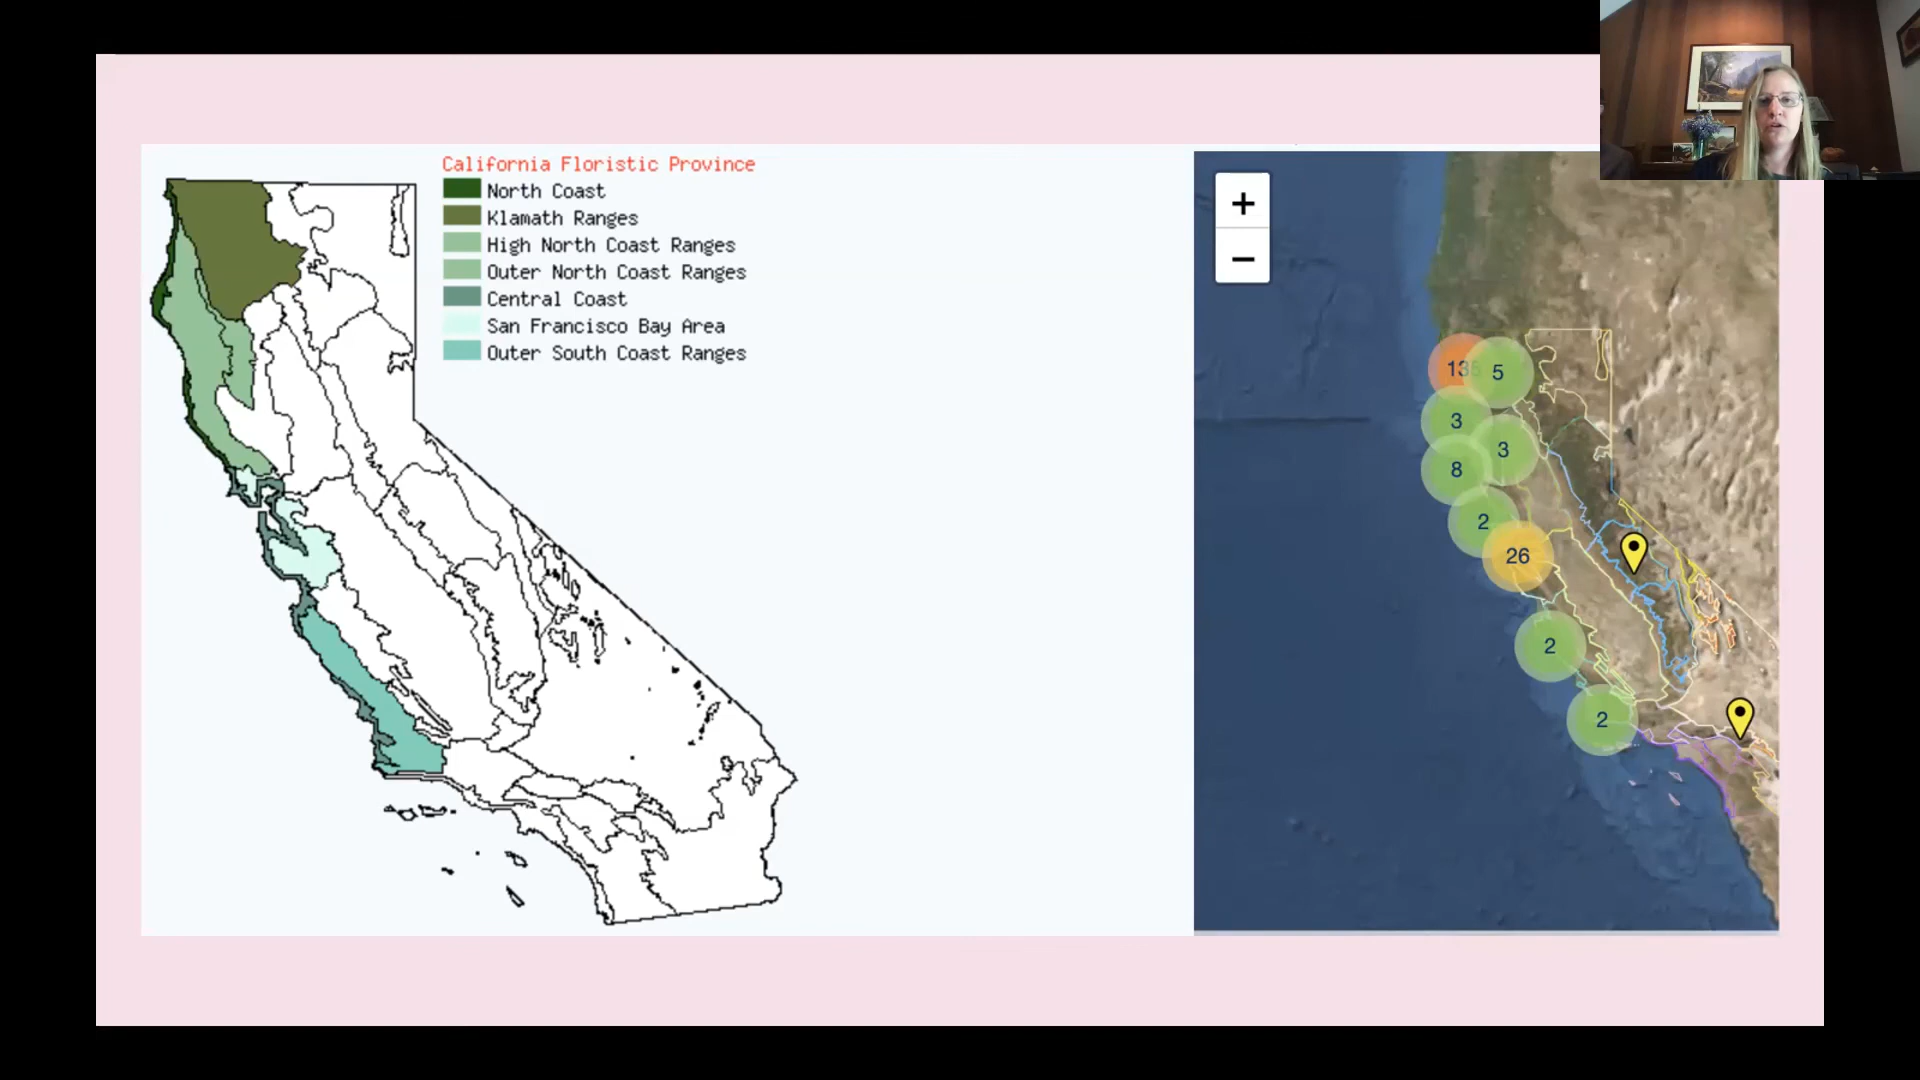 California Floristic Province
North Coast
Klamath Ranges
High North Coast Ranges
Outer North Coast Ranges
Central Coast
San Francisco Bay Area
Outer South Coast Ranges
+
−
135
5
3
3
8
2
26
2
2